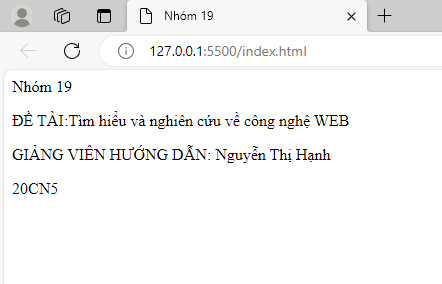 Nhóm 19
127.0.0.1:5500/index.html
Nhóm 19
ĐỀ TÀI:Tìm hiểu và nghiên cứu về công nghệ WEB
GIẢNG VIÊN HƯỚNG DẪN: Nguyễn Thị Hạnh
20CN5